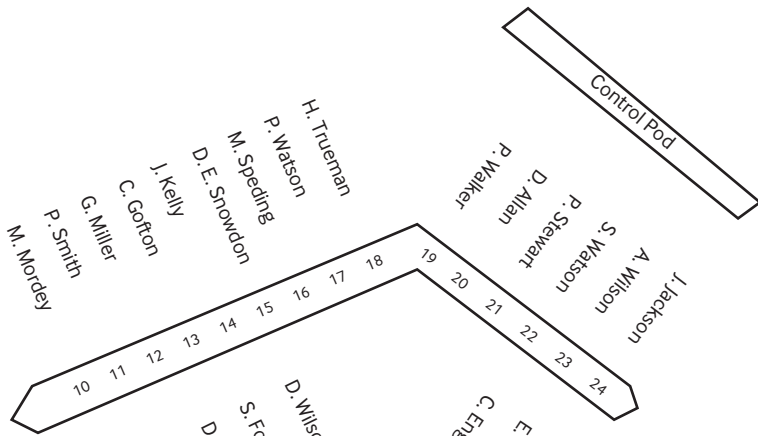 Control Pod
H. Trueman
P. Watson
M. Speding
D. E. Snowdon
J. Kelly
C. Gofton
G. Miller
P. Smith
M. Mordey
P. Walker
D. Allan
P. Stewart
S. Watson
A. Wilson
J. Jackson
10 11 12 13 14 15 16 17 18
19 20 21 22 23 24
D.
S.
D.
C.
E.